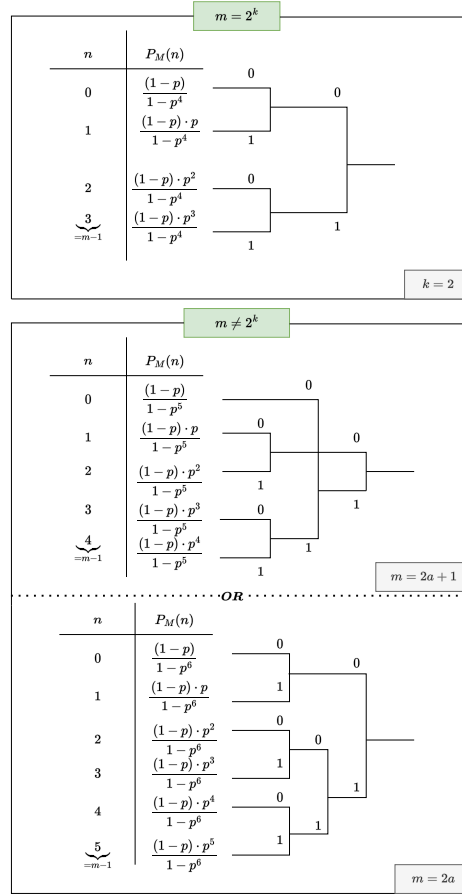 m = 2^k
n P_M(n)
0
0 (1 − p) / 1 − p^4
0
1 (1 − p) · p / 1 − p^4
1
0
2 (1 − p) · p^2 / 1 − p^4
3 (1 − p) · p^3 / 1 − p^4
=m−1
1
1
k = 2
m ≠ 2^k
n P_M(n)
0
0 (1 − p) / 1 − p^5
1 (1 − p) · p / 1 − p^5
0
0
2 (1 − p) · p^2 / 1 − p^5
1
3 (1 − p) · p^3 / 1 − p^5
0
1
4 (1 − p) · p^4 / 1 − p^5
=m−1
1
1
m = 2a + 1
OR
n P_M(n)
0
0 (1 − p) / 1 − p^6
0
1 (1 − p) · p / 1 − p^6
1
2 (1 − p) · p^2 / 1 − p^6
0
0
3 (1 − p) · p^3 / 1 − p^6
1
1
4 (1 − p) · p^4 / 1 − p^6
0
1
5 (1 − p) · p^5 / 1 − p^6
=m−1
1
m = 2a